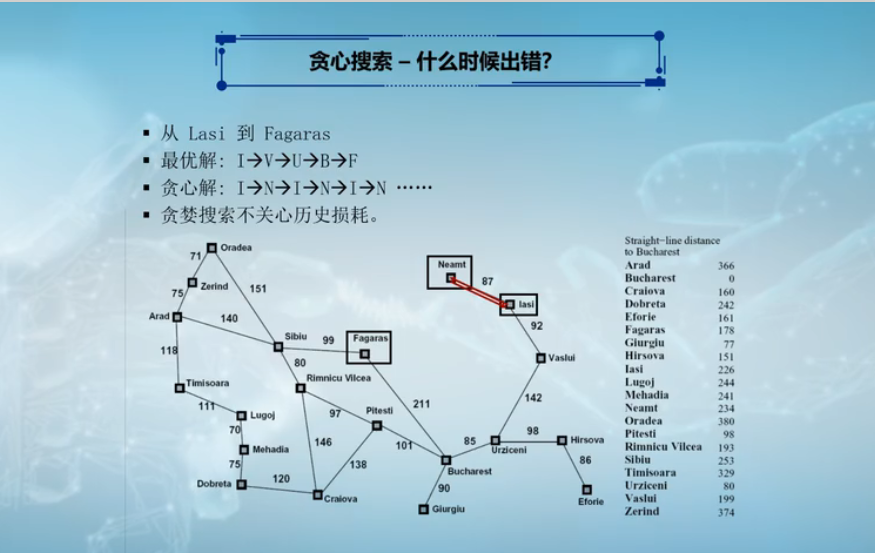 贪心搜索 – 什么时候出错?
▪ 从 Lasi 到 Fagaras
▪ 最优解: I→V→U→B→F
▪ 贪心解: I→N→I→N→I→N ……
▪ 贪婪搜索不关心历史损耗。
Oradea
71
Zerind
151
75
Arad
140
118
Sibiu
99
Fagaras
80
Rimnicu Vilcea
Timisoara
111
Lugoj
70
97
Pitesti
211
Mehadia
146
101
75
138
Dobreta
120
Craiova
Neamt
87
Iasi
92
Vaslui
142
98
Hirsova
85
Urziceni
86
Bucharest
90
Giurgiu
Eforie
Straight−line distance
to Bucharest
Arad 366
Bucharest 0
Craiova 160
Dobreta 242
Eforie 161
Fagaras 178
Giurgiu 77
Hirsova 151
Iasi 226
Lugoj 244
Mehadia 241
Neamt 234
Oradea 380
Pitesti 98
Rimnicu Vilcea 193
Sibiu 253
Timisoara 329
Urziceni 80
Vaslui 199
Zerind 374